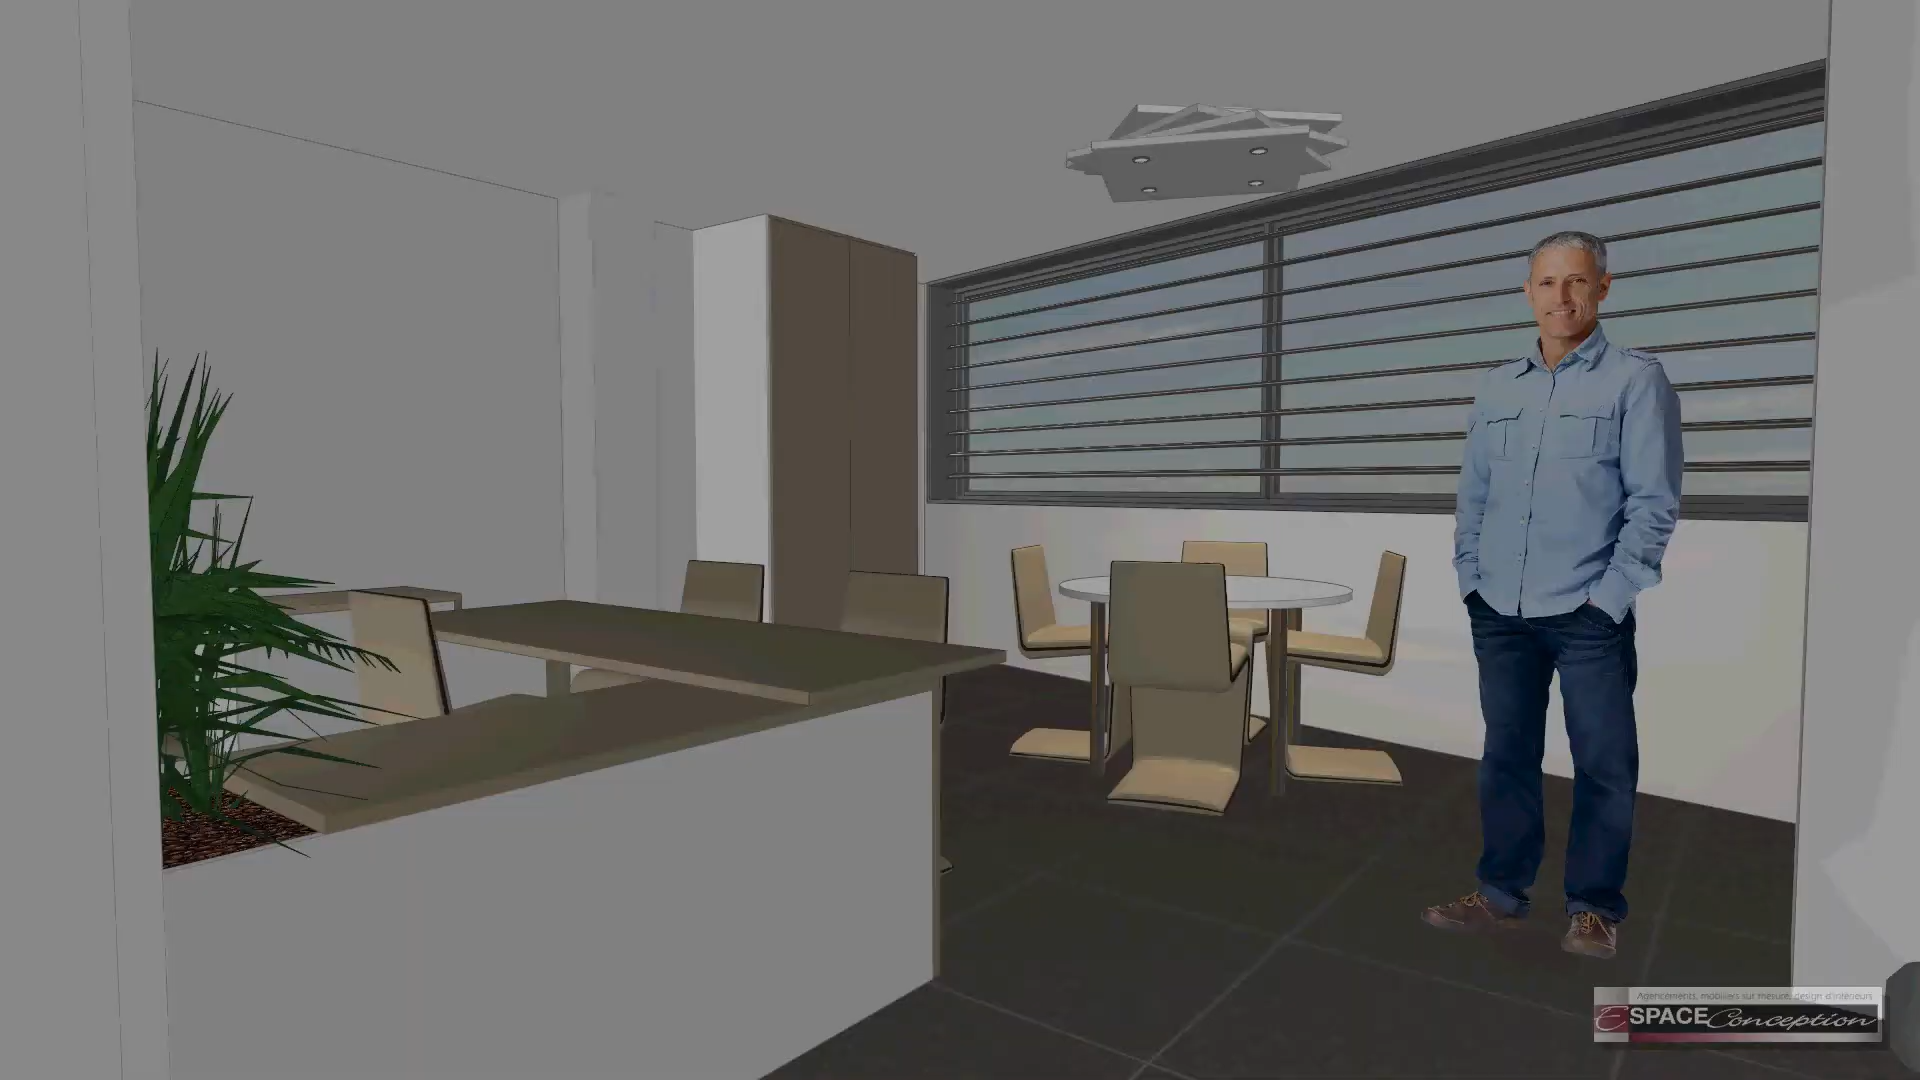 Agencements, mobiliers sur mesure, design d'intérieurs
ESPACE Conception